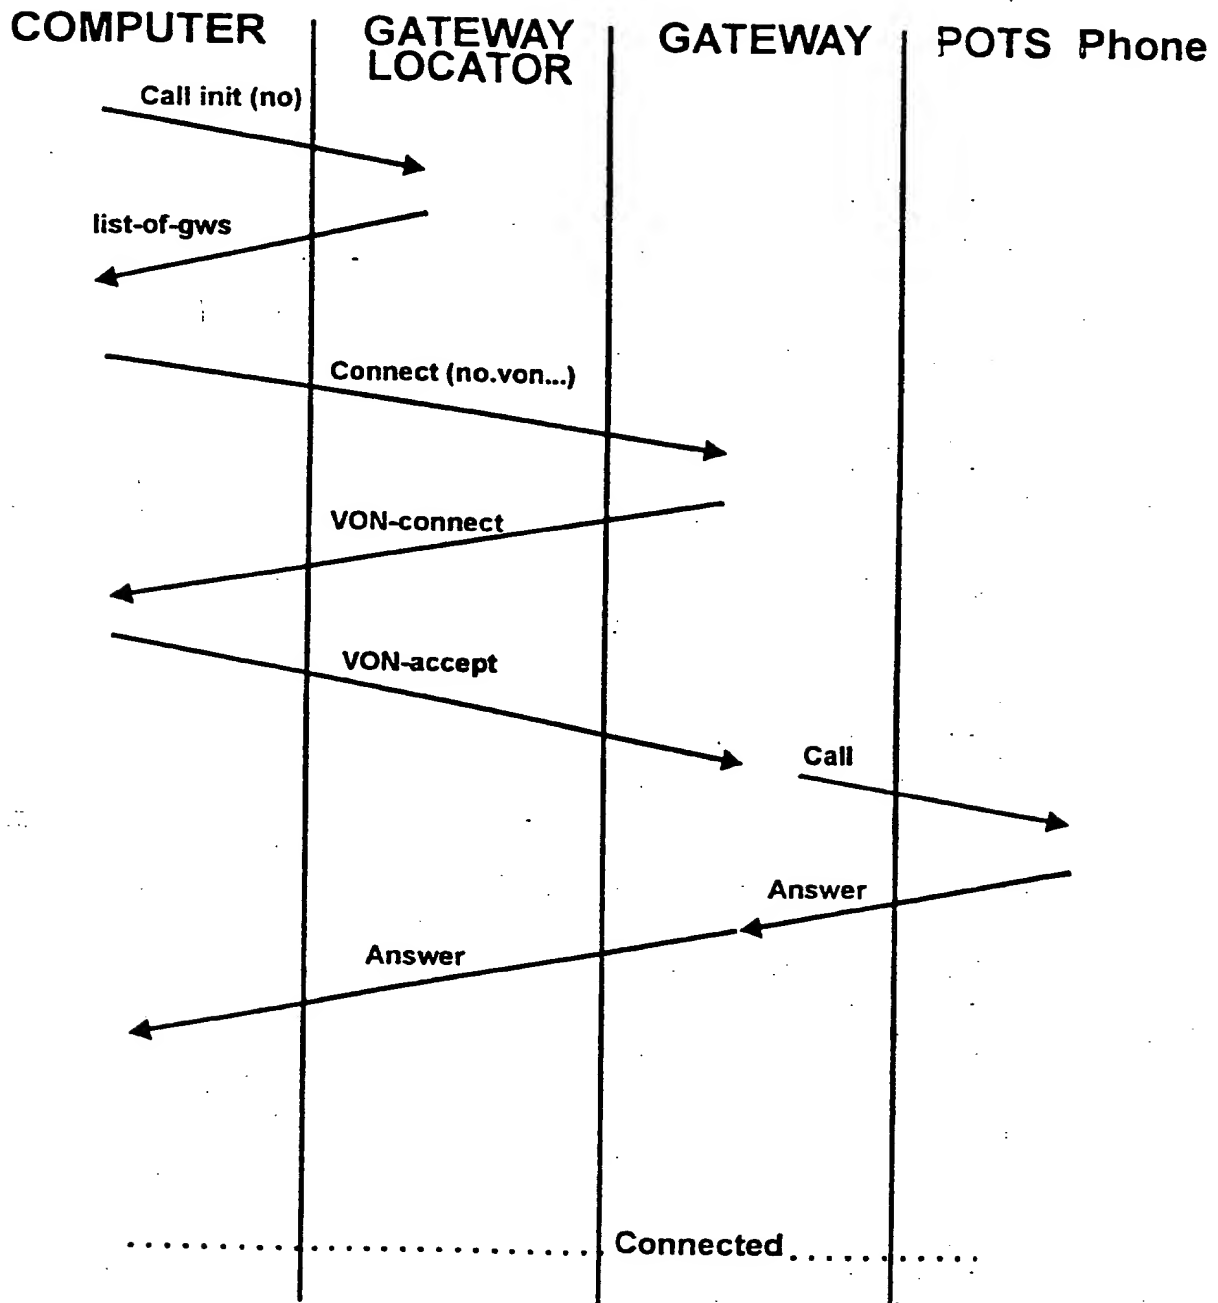 COMPUTER
GATEWAY
LOCATOR
GATEWAY
POTS Phone
Call init (no)
list-of-gws
Connect (no.von...)
VON-connect
VON-accept
Call
Answer
Answer
Connected